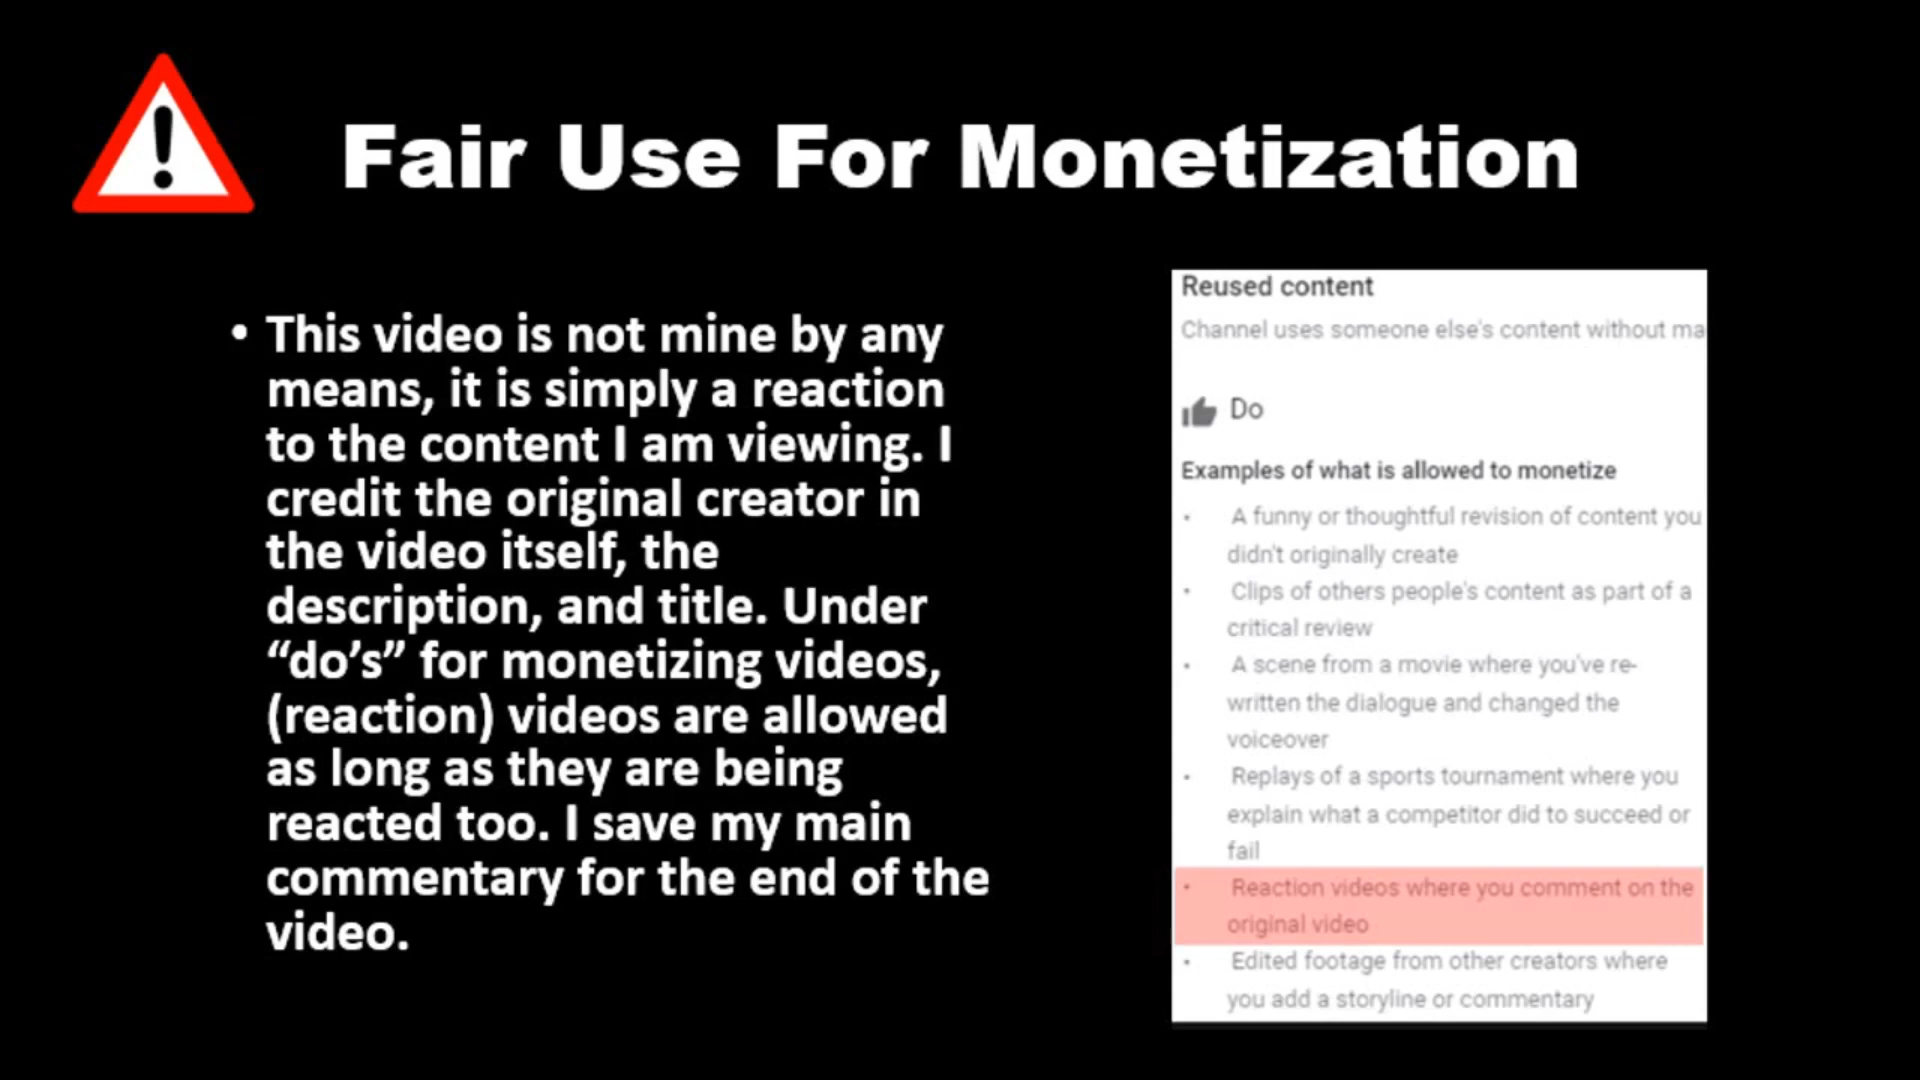 Fair Use For Monetization
• This video is not mine by any
means, it is simply a reaction
to the content I am viewing. I
credit the original creator in
the video itself, the
description, and title. Under
“do’s” for monetizing videos,
(reaction) videos are allowed
as long as they are being
reacted too. I save my main
commentary for the end of the
video.
Reused content
Channel uses someone else's content without ma
Do
Examples of what is allowed to monetize
• A funny or thoughtful revision of content you
didn't originally create
• Clips of others people's content as part of a
critical review
• A scene from a movie where you've re-
written the dialogue and changed the
voiceover
• Replays of a sports tournament where you
explain what a competitor did to succeed or
fail
• Reaction videos where you comment on the
original video
• Edited footage from other creators where
you add a storyline or commentary